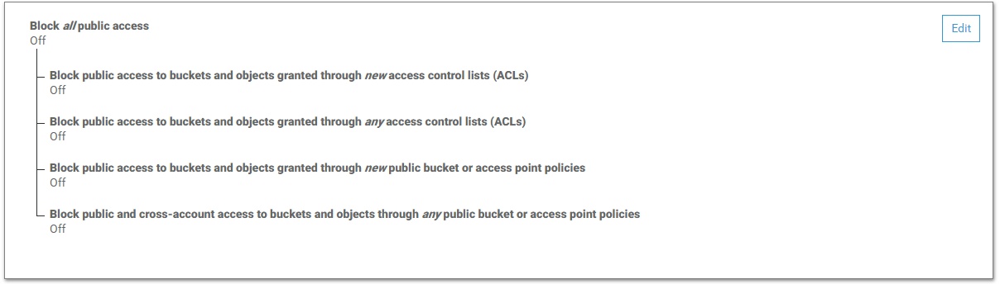 Block all public access
Edit
Off
Block public access to buckets and objects granted through new access control lists (ACLs)
Off
Block public access to buckets and objects granted through any access control lists (ACLs)
Off
Block public access to buckets and objects granted through new public bucket or access point policies
Off
Block public and cross-account access to buckets and objects through any public bucket or access point policies
Off